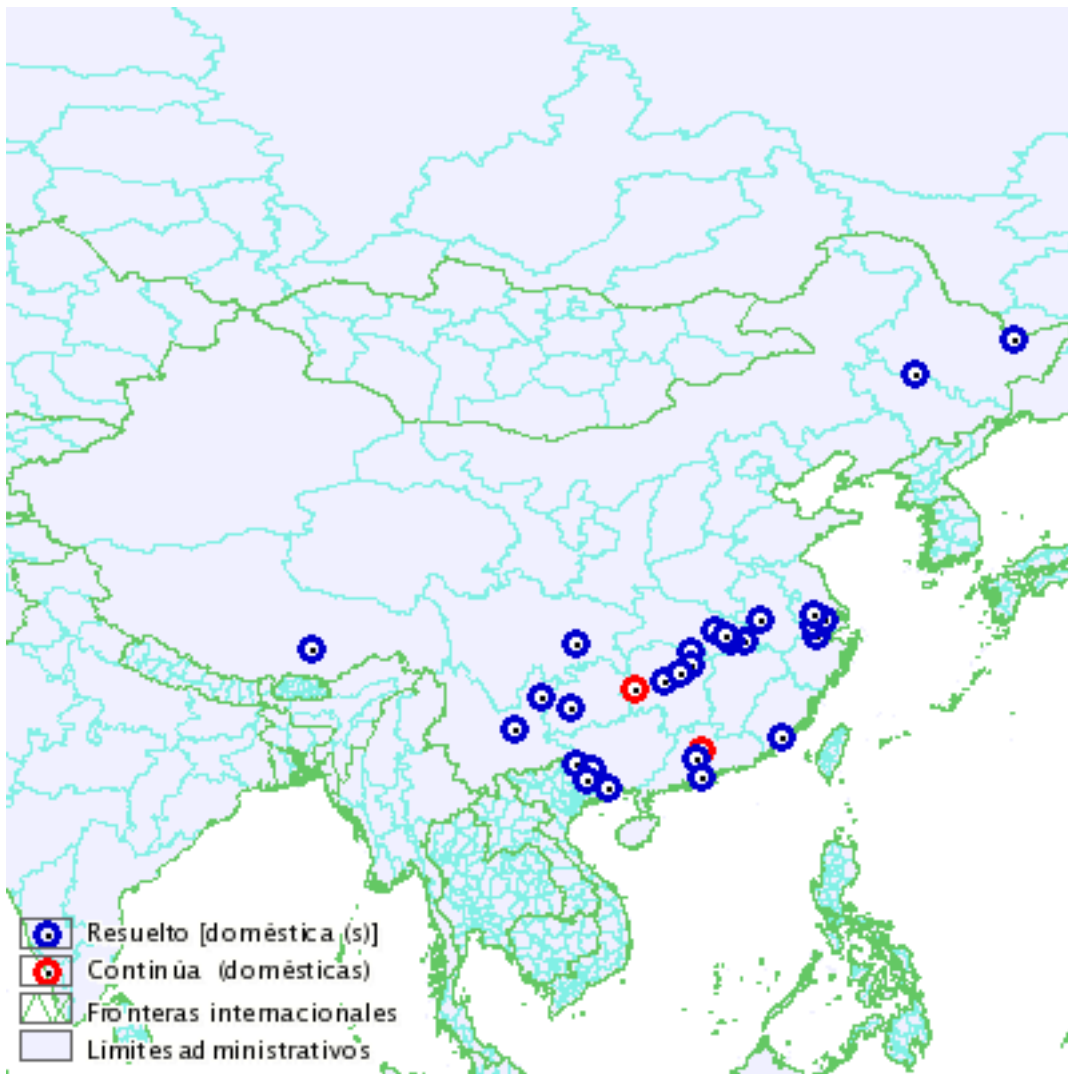 Resuelto [doméstica (s)]
Continúa (domésticas)
Fronteras internacionales
Límites administrativos